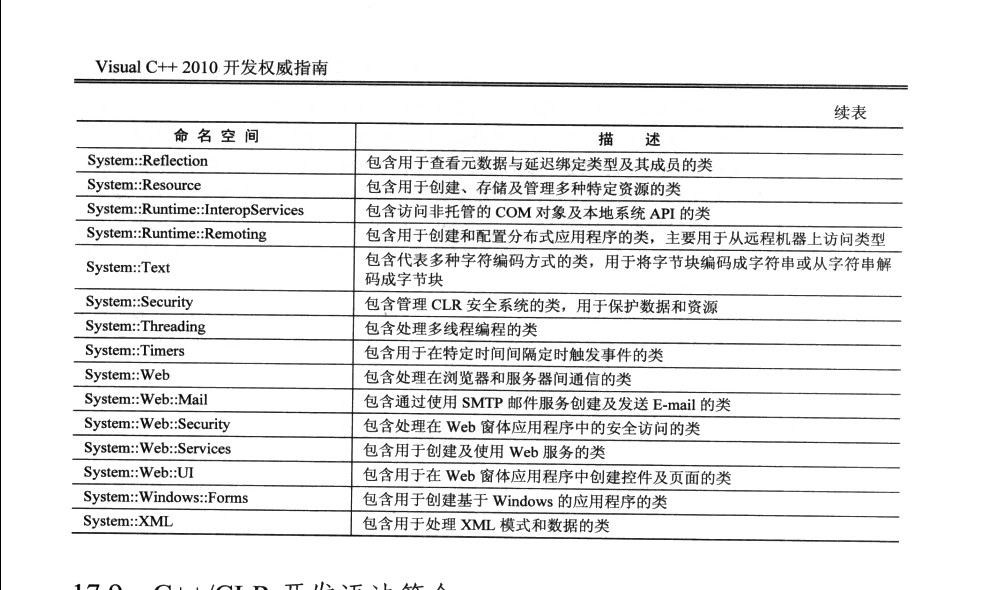 Visual C++ 2010 开发权威指南
续表
命 名 空 间 描 述
System::Reflection 包含用于查看元数据与延迟绑定类型及其成员的类
System::Resource 包含用于创建、存储及管理多种特定资源的类
System::Runtime::InteropServices 包含访问非托管的 COM 对象及本地系统 API 的类
System::Runtime::Remoting 包含用于创建和配置分布式应用程序的类，主要用于从远程机器上访问类型
System::Text 包含代表多种字符编码方式的类，用于将字节块编码成字符串或从字符串解
码成字节块
System::Security 包含管理 CLR 安全系统的类，用于保护数据和资源
System::Threading 包含处理多线程编程的类
System::Timers 包含用于在特定时间间隔定时触发事件的类
System::Web 包含处理在浏览器和服务器间通信的类
System::Web::Mail 包含通过使用 SMTP 邮件服务创建及发送 E-mail 的类
System::Web::Security 包含处理在 Web 窗体应用程序中的安全访问的类
System::Web::Services 包含用于创建及使用 Web 服务的类
System::Web::UI 包含用于在 Web 窗体应用程序中创建控件及页面的类
System::Windows::Forms 包含用于创建基于 Windows 的应用程序的类
System::XML 包含用于处理 XML 模式和数据的类
C++/CLR 开发语法简介